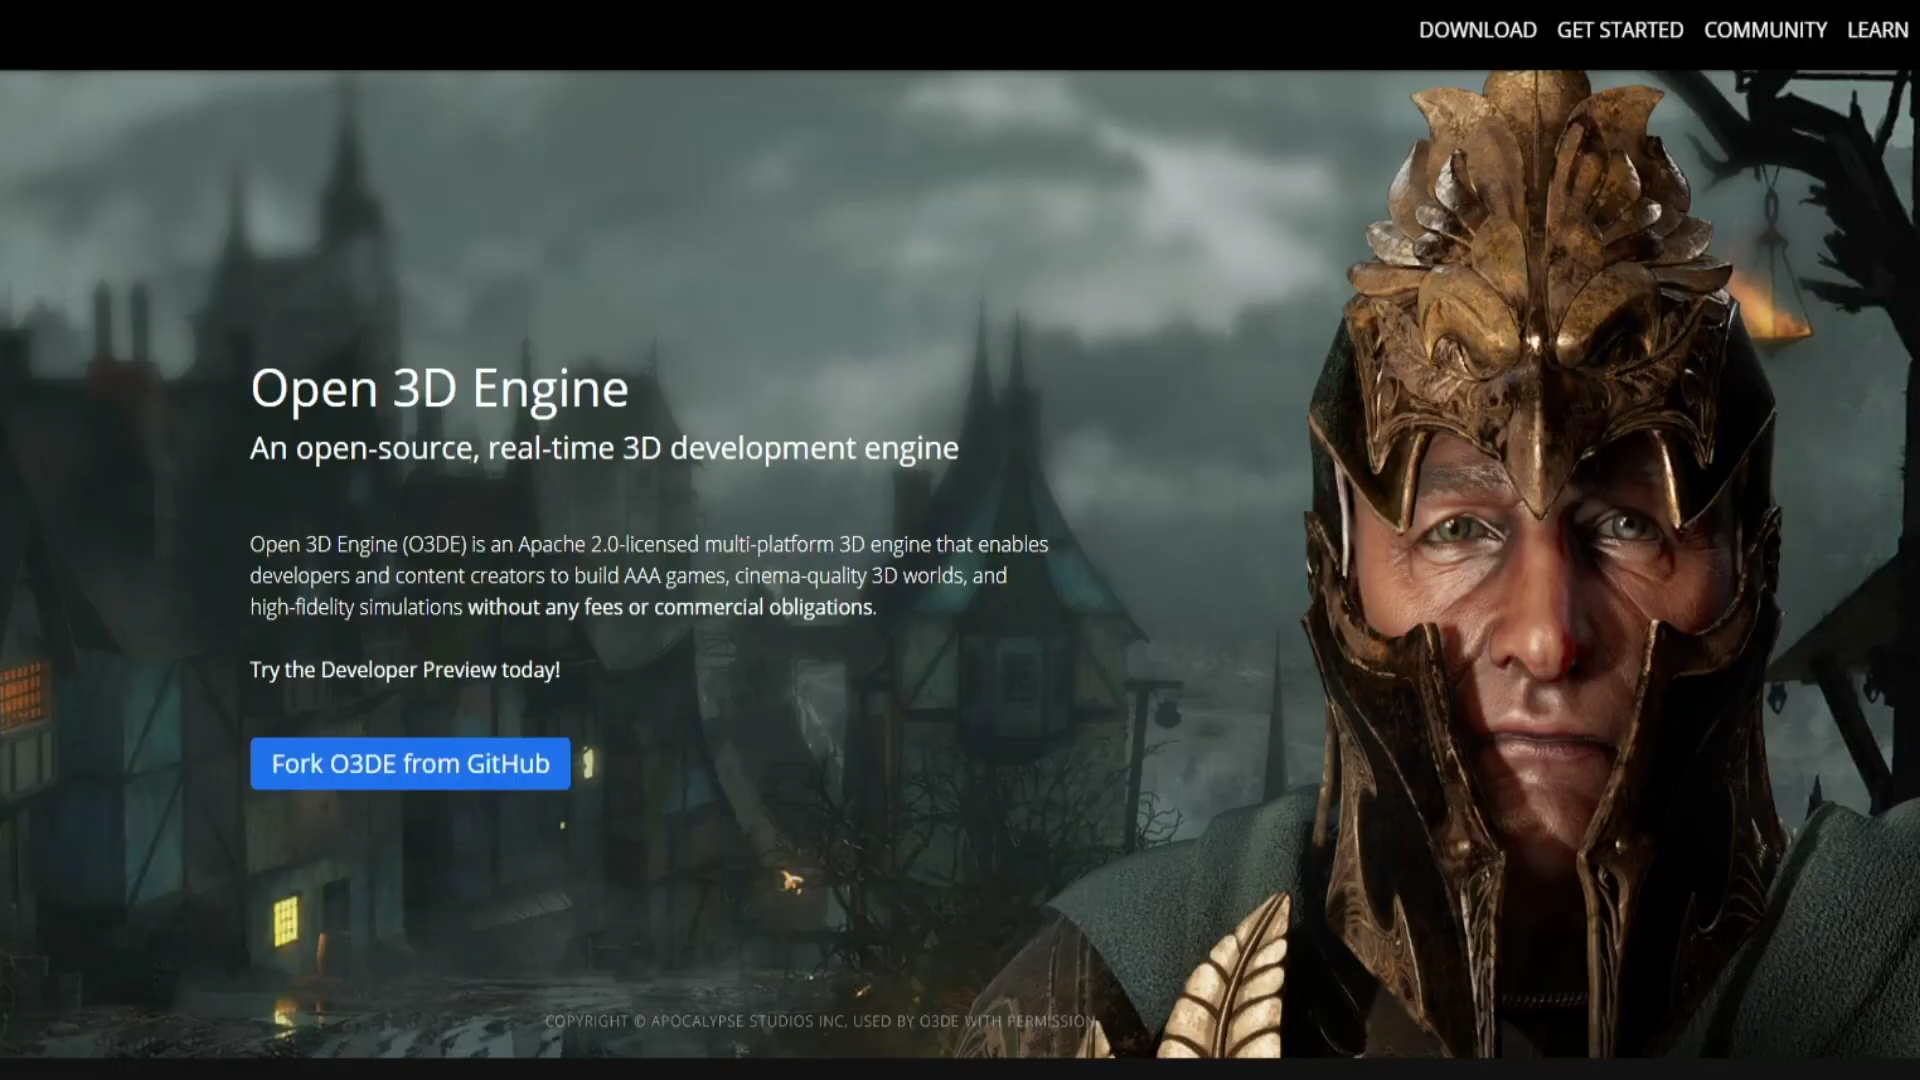 DOWNLOAD GET STARTED COMMUNITY LEARN
Open 3D Engine
An open-source, real-time 3D development engine
Open 3D Engine (O3DE) is an Apache 2.0-licensed multi-platform 3D engine that enables
developers and content creators to build AAA games, cinema-quality 3D worlds, and
high-fidelity simulations without any fees or commercial obligations.
Try the Developer Preview today!
Fork O3DE from GitHub
COPYRIGHT © APOCALYPSE STUDIOS INC. USED BY O3DE WITH PERMISSION.